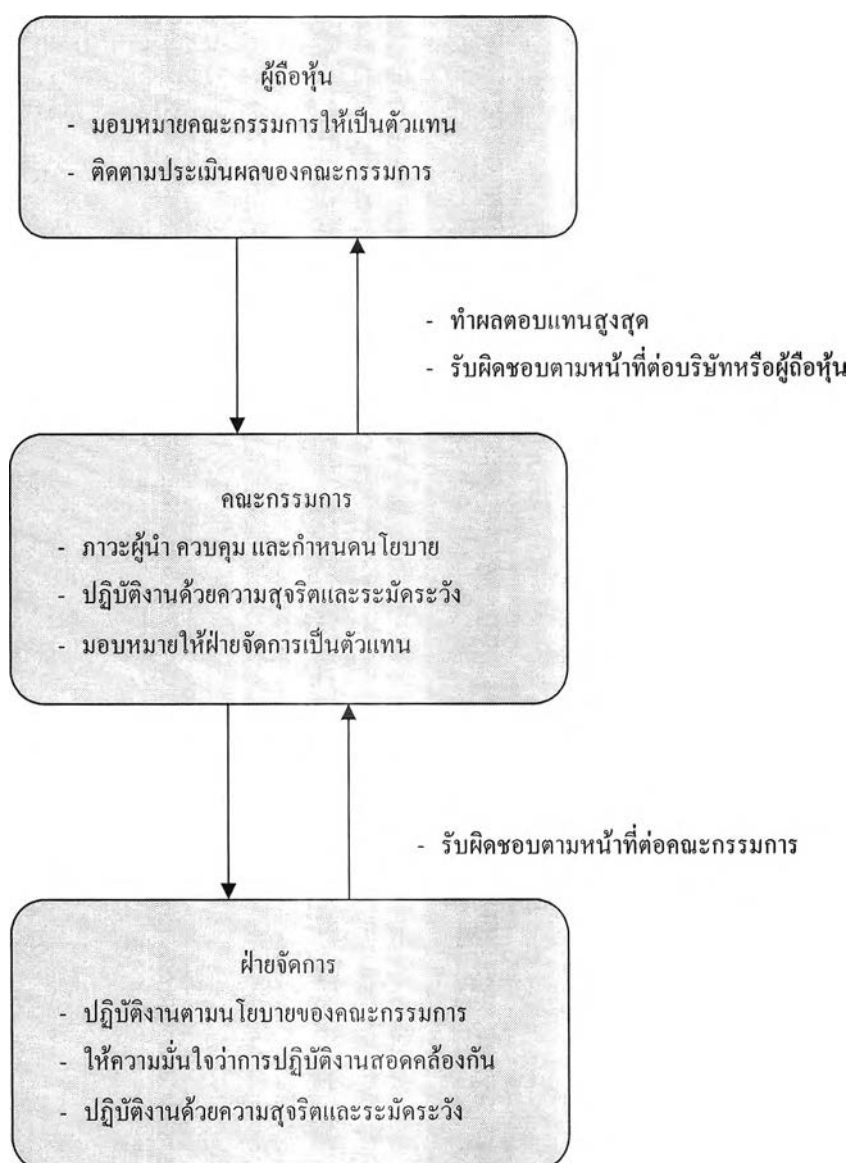 ผู้ถือหุ้น
- มอบหมายคณะกรรมการให้เป็นตัวแทน
- ติดตามประเมินผลของคณะกรรมการ
- ทำผลตอบแทนสูงสุด
- รับผิดชอบตามหน้าที่ต่อบริษัทหรือผู้ถือหุ้น
คณะกรรมการ
- ภาวะผู้นำ ควบคุม และกำหนดนโยบาย
- ปฏิบัติงานด้วยความสุจริตและระมัดระวัง
- มอบหมายให้ฝ่ายจัดการเป็นตัวแทน
- รับผิดชอบตามหน้าที่ต่อคณะกรรมการ
ฝ่ายจัดการ
- ปฏิบัติงานตามนโยบายของคณะกรรมการ
- ให้ความมั่นใจว่าการปฏิบัติงานสอดคล้องกัน
- ปฏิบัติงานด้วยความสุจริตและระมัดระวัง